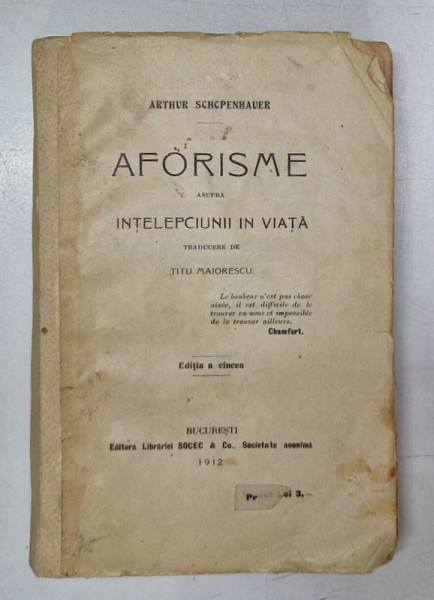 ARTHUR SCHOPENHAUER
AFORISME
ASUPRA
INȚELEPCIUNII IN VIAȚĂ
TRADUCERE DE
TITU MAIORESCU
Le bonheur n'est pas chose
aisée, il est difficile de le
trouver en nous et impossible
de le trouver ailleurs.
Chamfort.
Ediția a cincea
BUCUREȘTI
Editura Librăriei SOCEC & Co., Societate anonimă
1912
Lei 3.—